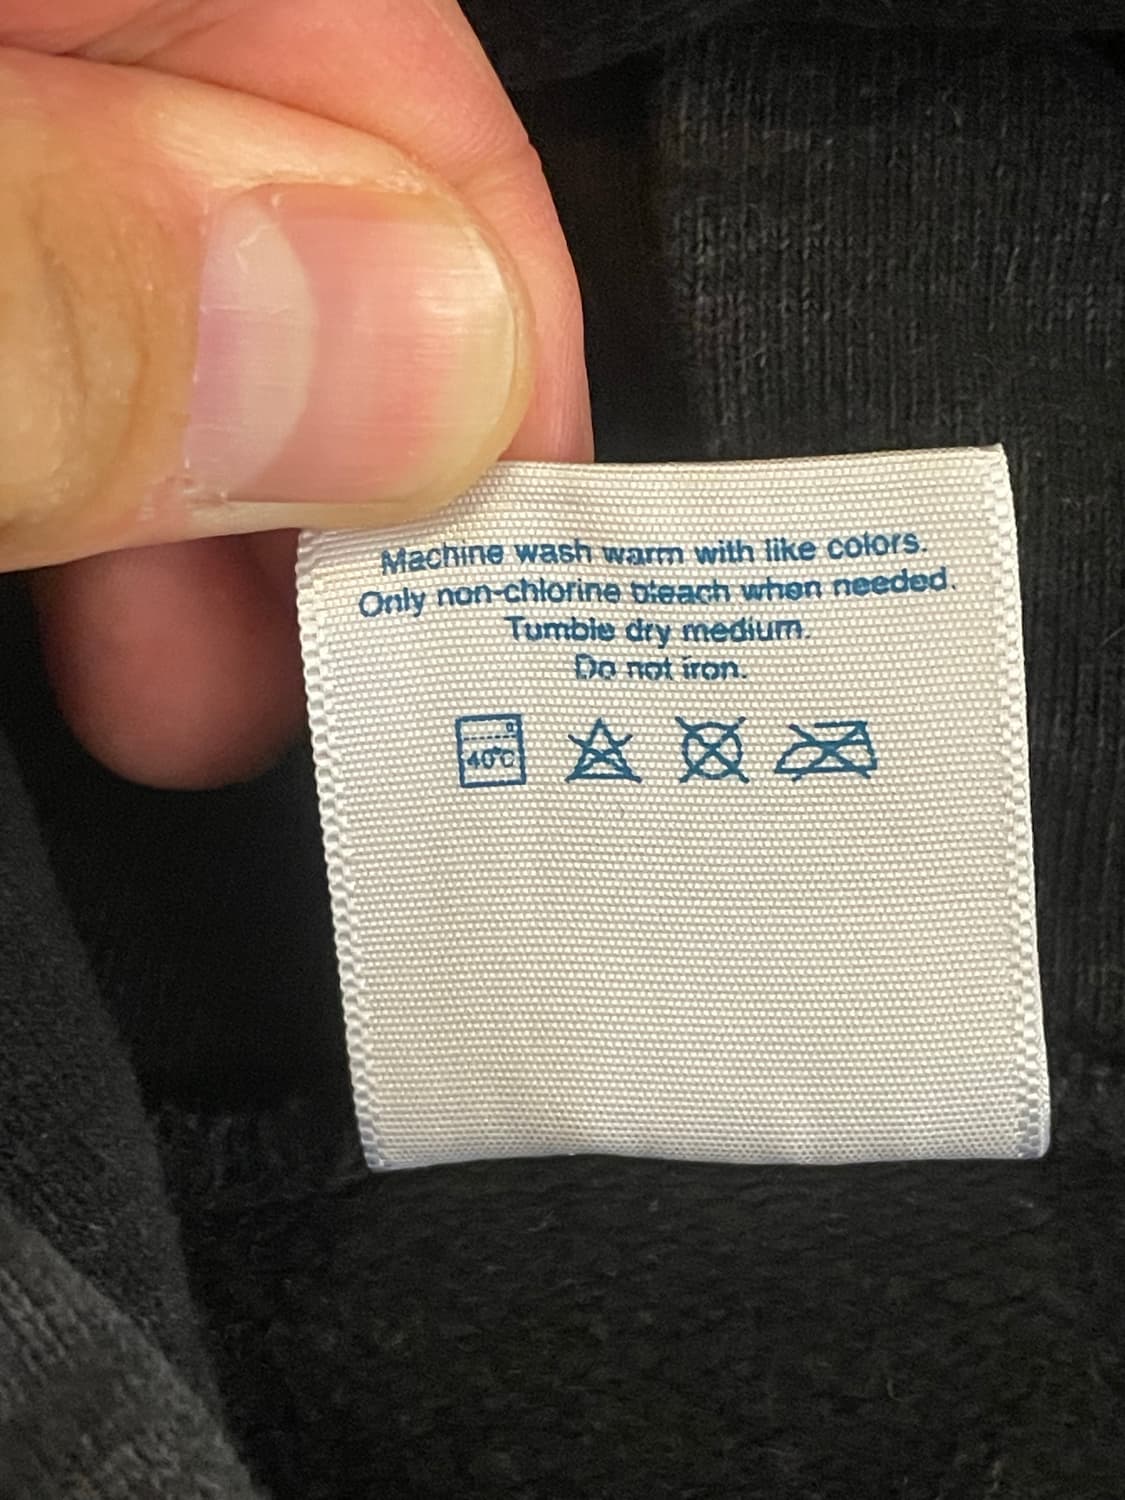 Machine wash warm with like colors.
Only non-chlorine bleach when needed.
Tumble dry medium.
Do not iron.
40°C